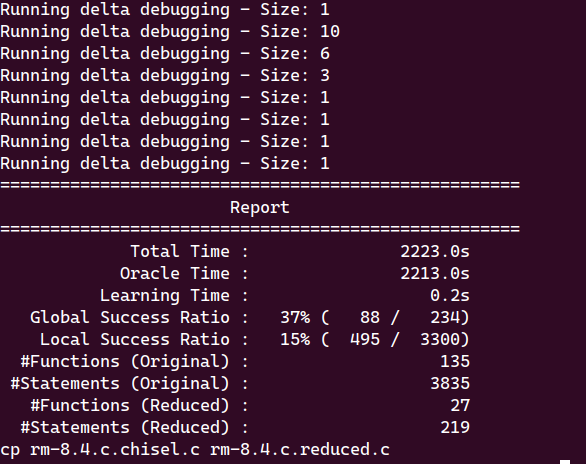 Running delta debugging - Size: 1
Running delta debugging - Size: 10
Running delta debugging - Size: 6
Running delta debugging - Size: 3
Running delta debugging - Size: 1
Running delta debugging - Size: 1
Running delta debugging - Size: 1
Running delta debugging - Size: 1
====================================================
Report
====================================================
Total Time : 2223.0s
Oracle Time : 2213.0s
Learning Time : 0.2s
Global Success Ratio : 37% ( 88 / 234)
Local Success Ratio : 15% ( 495 / 3300)
#Functions (Original) : 135
#Statements (Original) : 3835
#Functions (Reduced) : 27
#Statements (Reduced) : 219
cp rm-8.4.c.chisel.c rm-8.4.c.reduced.c